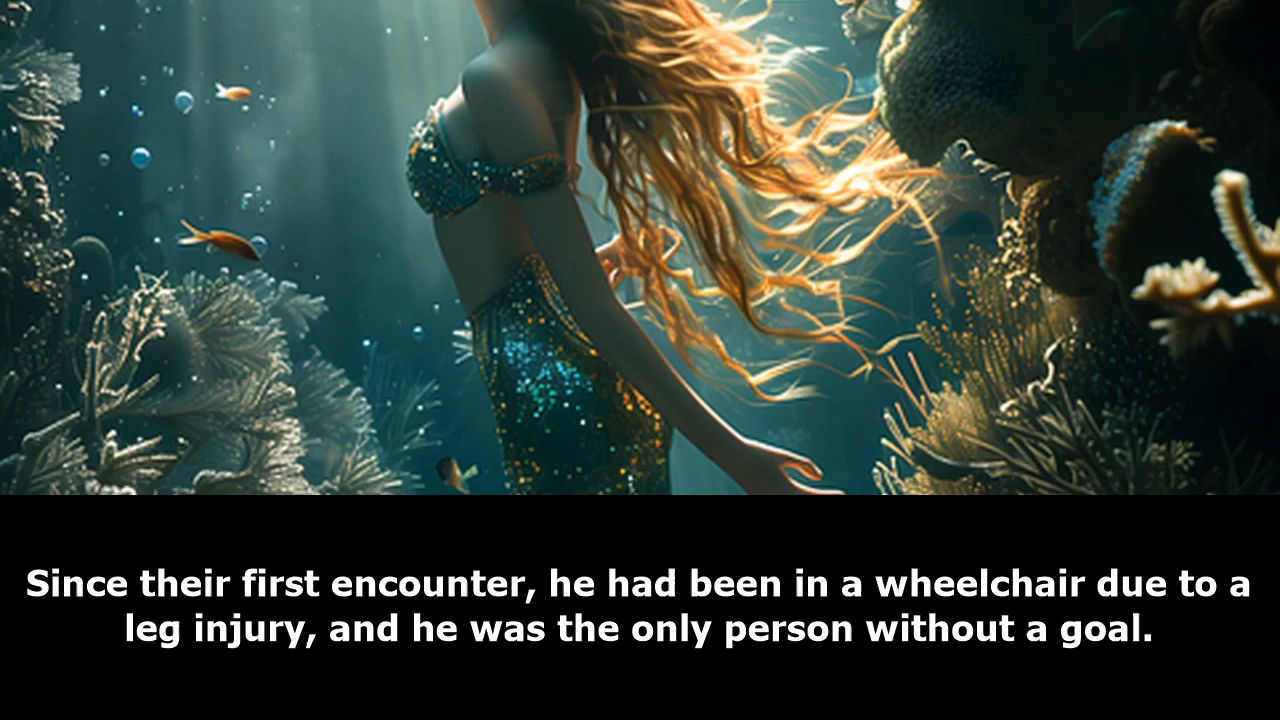 Since their first encounter, he had been in a wheelchair due to a
leg injury, and he was the only person without a goal.